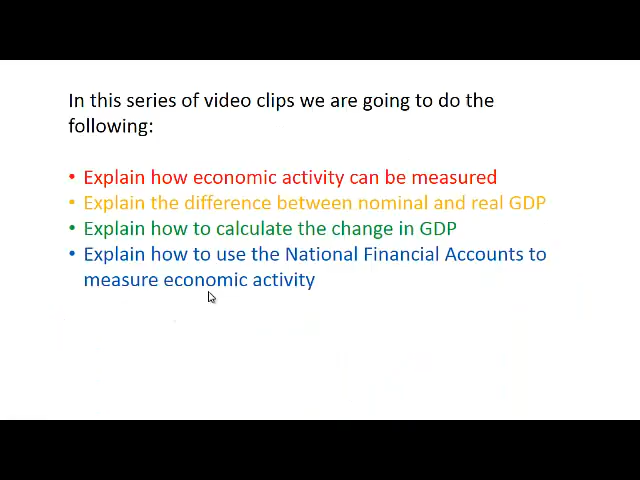 In this series of video clips we are going to do the
following:
• Explain how economic activity can be measured
• Explain the difference between nominal and real GDP
• Explain how to calculate the change in GDP
• Explain how to use the National Financial Accounts to
measure economic activity